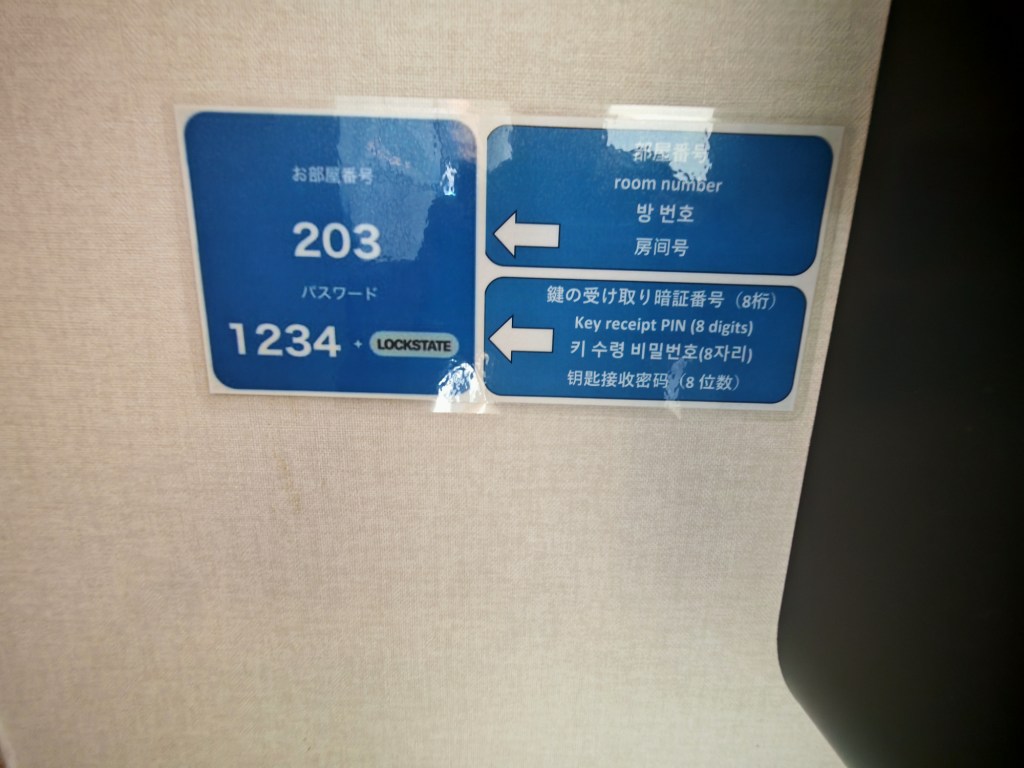 お部屋番号
203
パスワード
1234 + LOCKSTATE
部屋番号
room number
방 번호
房间号
鍵の受け取り暗証番号（8桁）
Key receipt PIN (8 digits)
키 수령 비밀번호(8자리)
钥匙接收密码（8 位数）